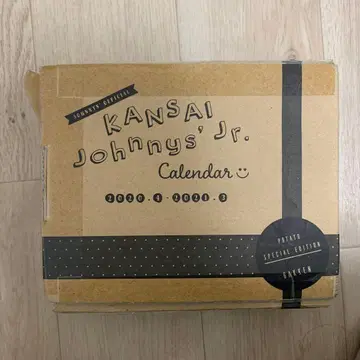 JOHNNYS' OFFICIAL
KANSAI
Johnnys' Jr.
Calendar
2020.4-2021.3
POTATO
SPECIAL EDITION
GAKKEN